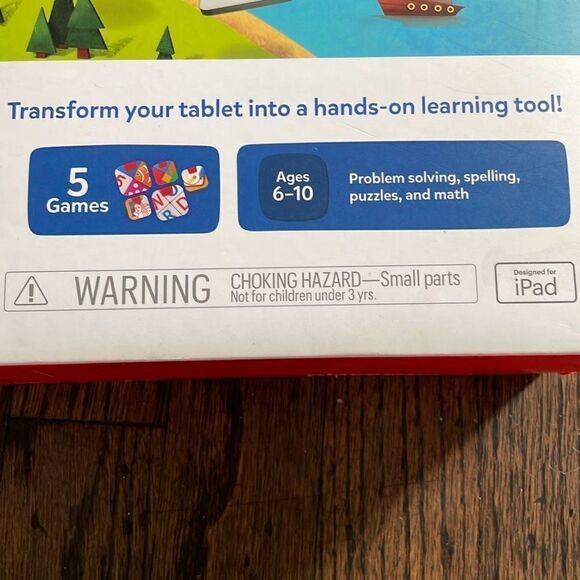 Transform your tablet into a hands-on learning tool!
5
Games
Ages
6–10
Problem solving, spelling,
puzzles, and math
WARNING
CHOKING HAZARD—Small parts
Not for children under 3 yrs.
Designed for
iPad